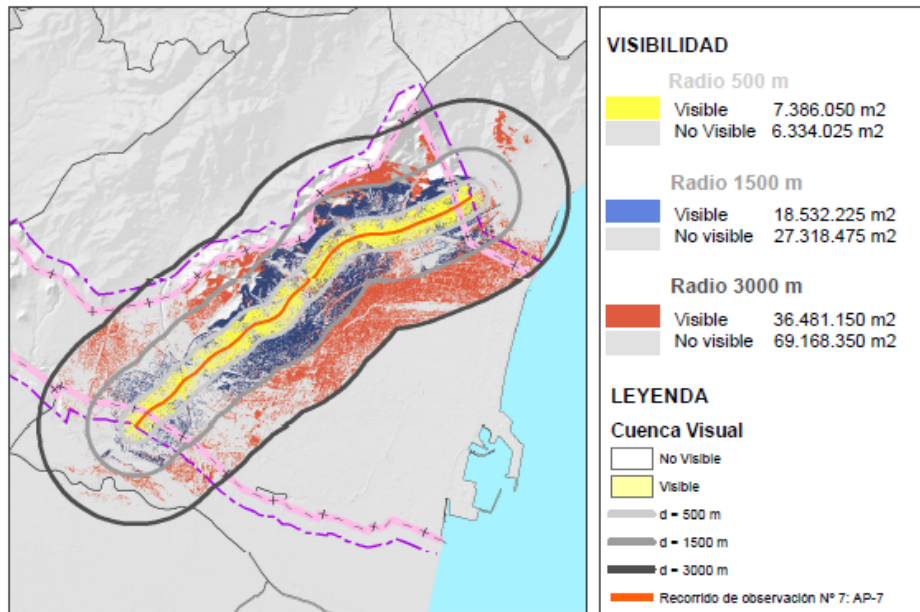 VISIBILIDAD
Radio 500 m
Visible 7.386.050 m2
No Visible 6.334.025 m2
Radio 1500 m
Visible 18.532.225 m2
No visible 27.318.475 m2
Radio 3000 m
Visible 36.481.150 m2
No visible 69.168.350 m2
LEYENDA
Cuenca Visual
No Visible
Visible
d = 500 m
d = 1500 m
d = 3000 m
Recorrido de observación Nº 7: AP-7